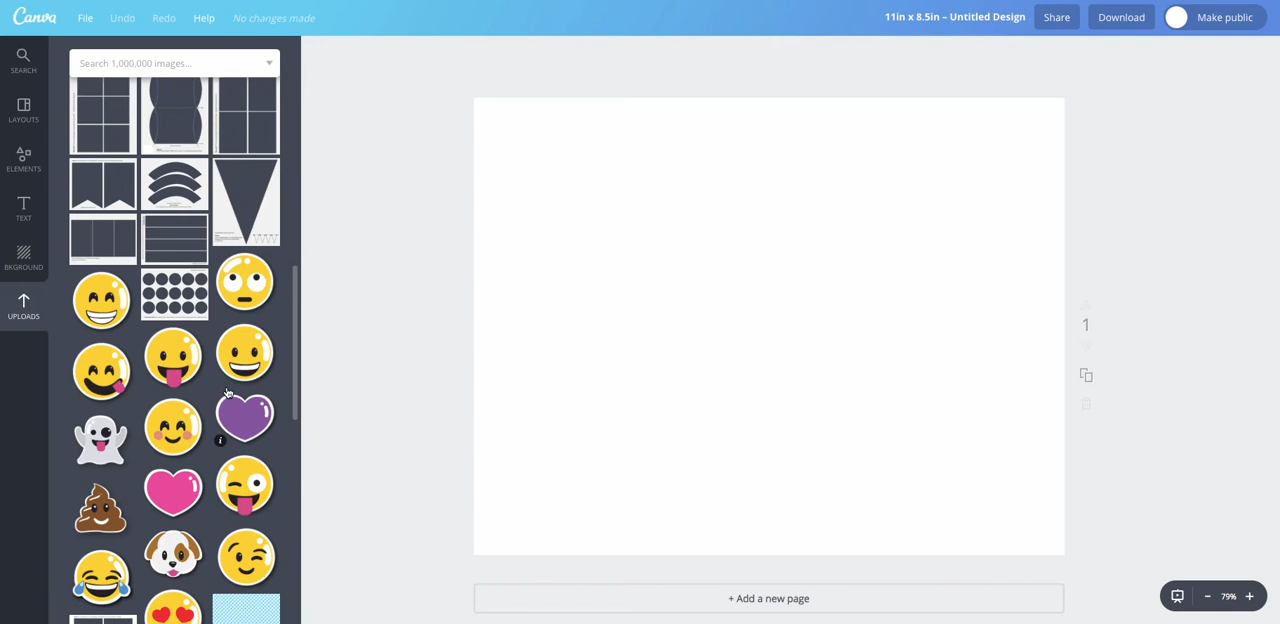 Canva
File
Undo
Redo
Help
No changes made
11in x 8.5in – Untitled Design
Share
Download
Make public
Search 1,000,000 images...
SEARCH
LAYOUTS
ELEMENTS
TEXT
BKGROUND
UPLOADS
i
1
+ Add a new page
− 79% +